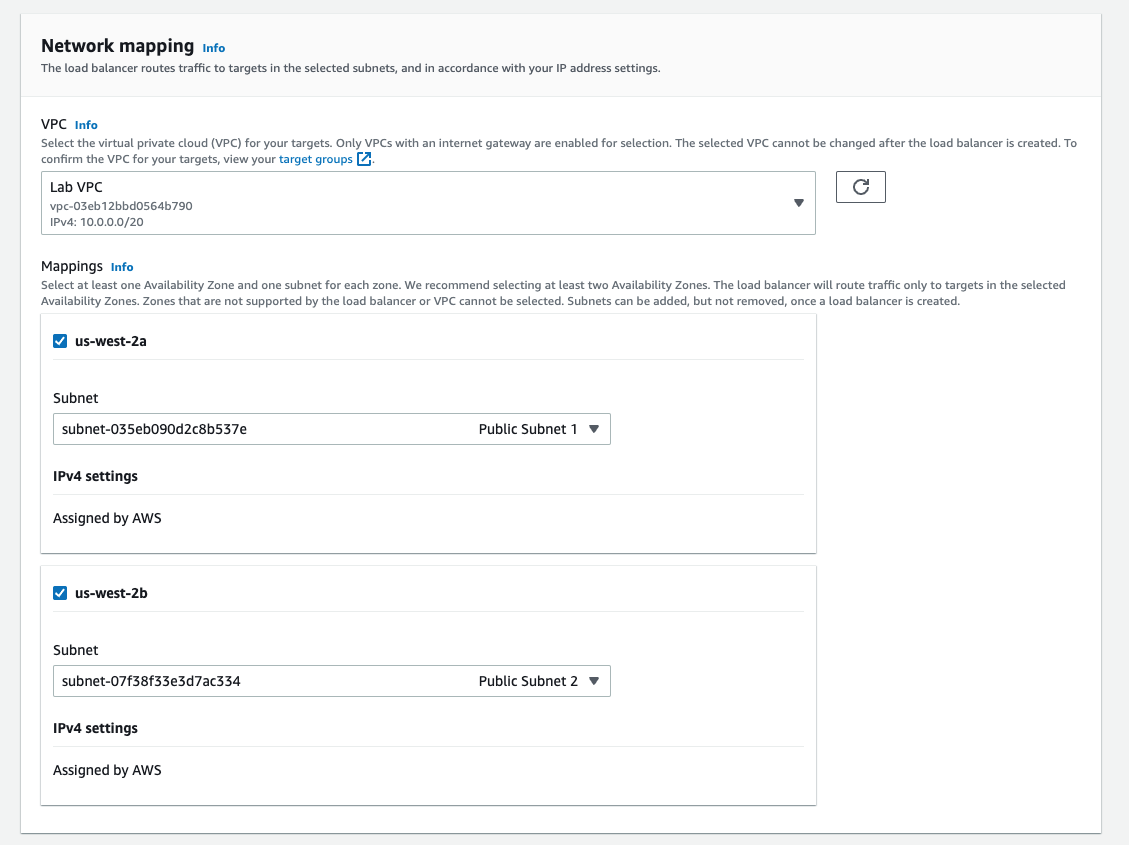 Network mapping Info
The load balancer routes traffic to targets in the selected subnets, and in accordance with your IP address settings.
VPC Info
Select the virtual private cloud (VPC) for your targets. Only VPCs with an internet gateway are enabled for selection. The selected VPC cannot be changed after the load balancer is created. To
confirm the VPC for your targets, view your target groups.
Lab VPC
vpc-03eb12bbd0564b790
IPv4: 10.0.0.0/20
Mappings Info
Select at least one Availability Zone and one subnet for each zone. We recommend selecting at least two Availability Zones. The load balancer will route traffic only to targets in the selected
Availability Zones. Zones that are not supported by the load balancer or VPC cannot be selected. Subnets can be added, but not removed, once a load balancer is created.
us-west-2a
Subnet
subnet-035eb090d2c8b537e Public Subnet 1
IPv4 settings
Assigned by AWS
us-west-2b
Subnet
subnet-07f38f33e3d7ac334 Public Subnet 2
IPv4 settings
Assigned by AWS